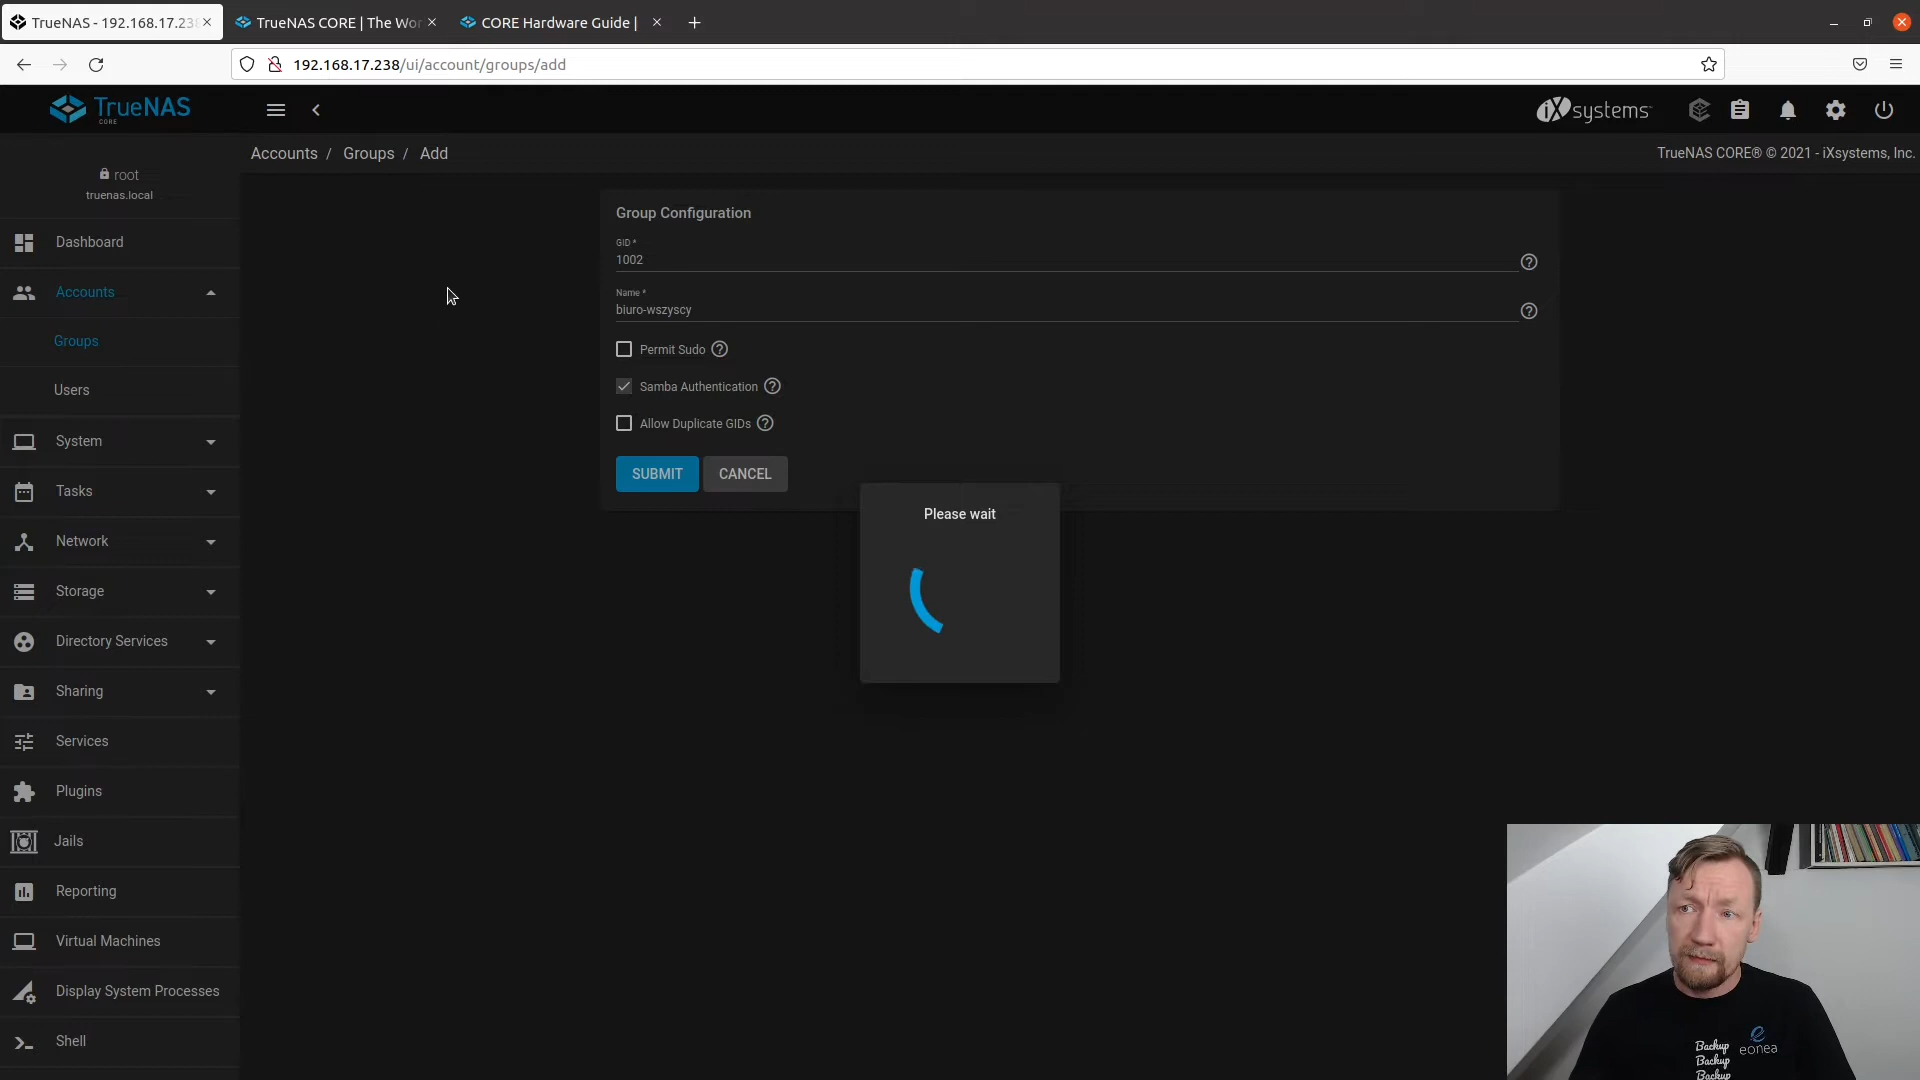 TrueNAS - 192.168.17.23
TrueNAS CORE | The Wor
CORE Hardware Guide |
192.168.17.238/ui/account/groups/add
TrueNAS
CORE
iXsystems
Accounts / Groups / Add
TrueNAS CORE® © 2021 - iXsystems, Inc.
root
truenas.local
Dashboard
Accounts
Groups
Users
System
Tasks
Network
Storage
Directory Services
Sharing
Services
Plugins
Jails
Reporting
Virtual Machines
Display System Processes
Shell
Group Configuration
GID *
1002
Name *
biuro-wszyscy
Permit Sudo
Samba Authentication
Allow Duplicate GIDs
SUBMIT
CANCEL
Please wait
Backup
Backup
Backup
eonea